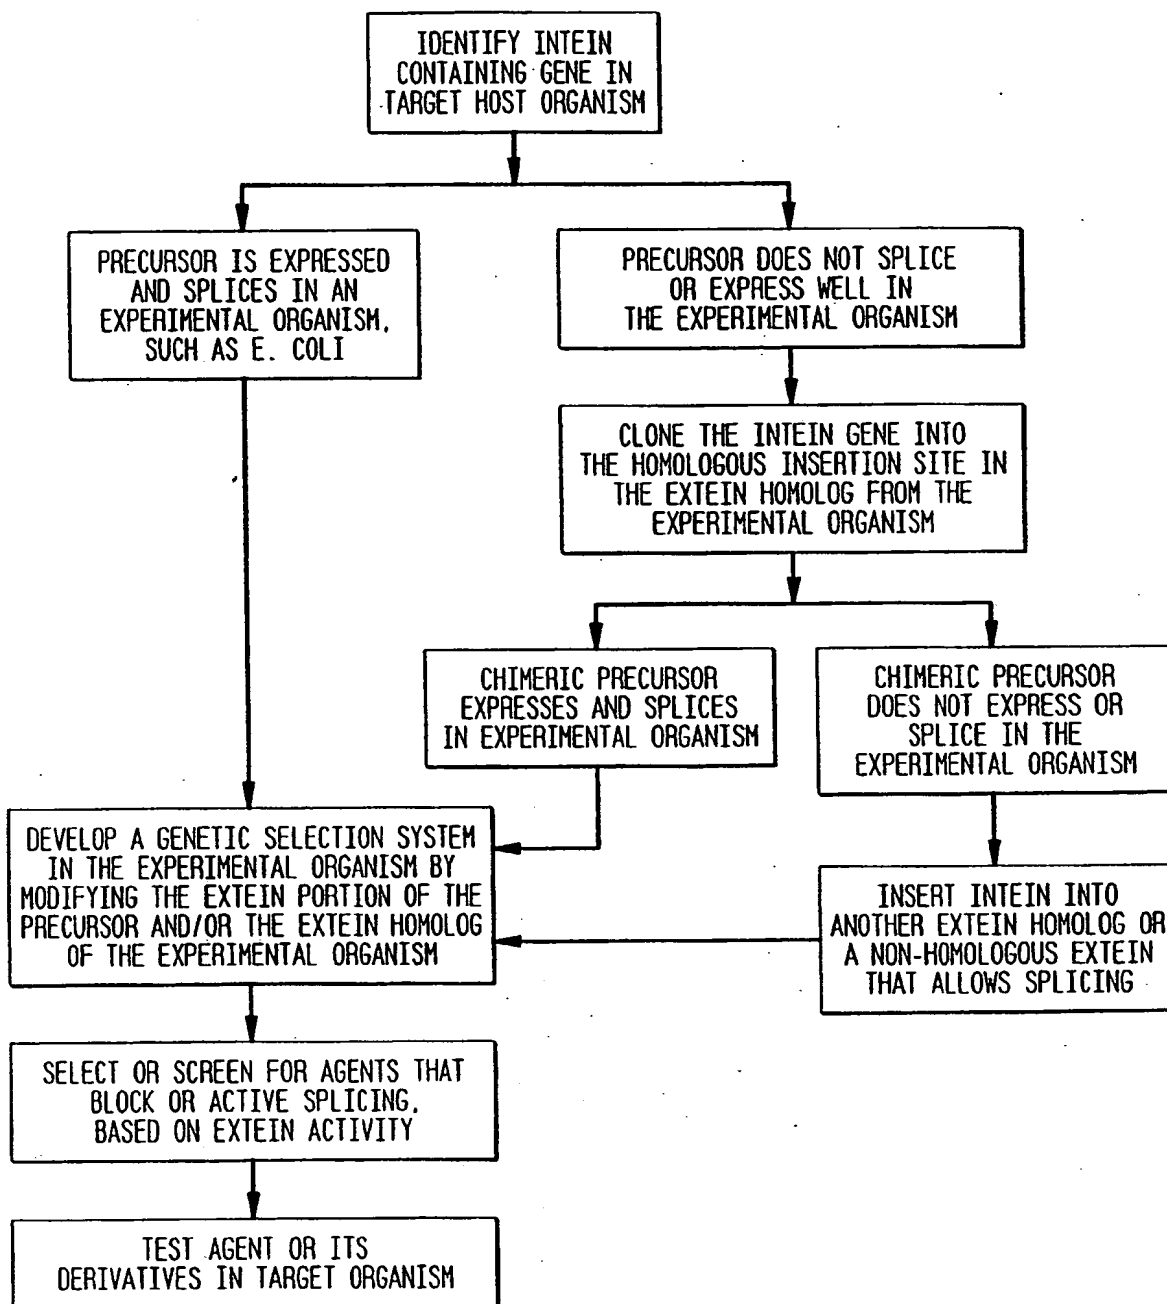 IDENTIFY INTEIN
CONTAINING GENE IN
TARGET HOST ORGANISM
PRECURSOR IS EXPRESSED
AND SPLICES IN AN
EXPERIMENTAL ORGANISM,
SUCH AS E. COLI
PRECURSOR DOES NOT SPLICE
OR EXPRESS WELL IN
THE EXPERIMENTAL ORGANISM
CLONE THE INTEIN GENE INTO
THE HOMOLOGOUS INSERTION SITE IN
THE EXTEIN HOMOLOG FROM THE
EXPERIMENTAL ORGANISM
CHIMERIC PRECURSOR
EXPRESSES AND SPLICES
IN EXPERIMENTAL ORGANISM
CHIMERIC PRECURSOR
DOES NOT EXPRESS OR
SPLICE IN THE
EXPERIMENTAL ORGANISM
DEVELOP A GENETIC SELECTION SYSTEM
IN THE EXPERIMENTAL ORGANISM BY
MODIFYING THE EXTEIN PORTION OF THE
PRECURSOR AND/OR THE EXTEIN HOMOLOG
OF THE EXPERIMENTAL ORGANISM
INSERT INTEIN INTO
ANOTHER EXTEIN HOMOLOG OR
A NON-HOMOLOGOUS EXTEIN
THAT ALLOWS SPLICING
SELECT OR SCREEN FOR AGENTS THAT
BLOCK OR ACTIVE SPLICING,
BASED ON EXTEIN ACTIVITY
TEST AGENT OR ITS
DERIVATIVES IN TARGET ORGANISM